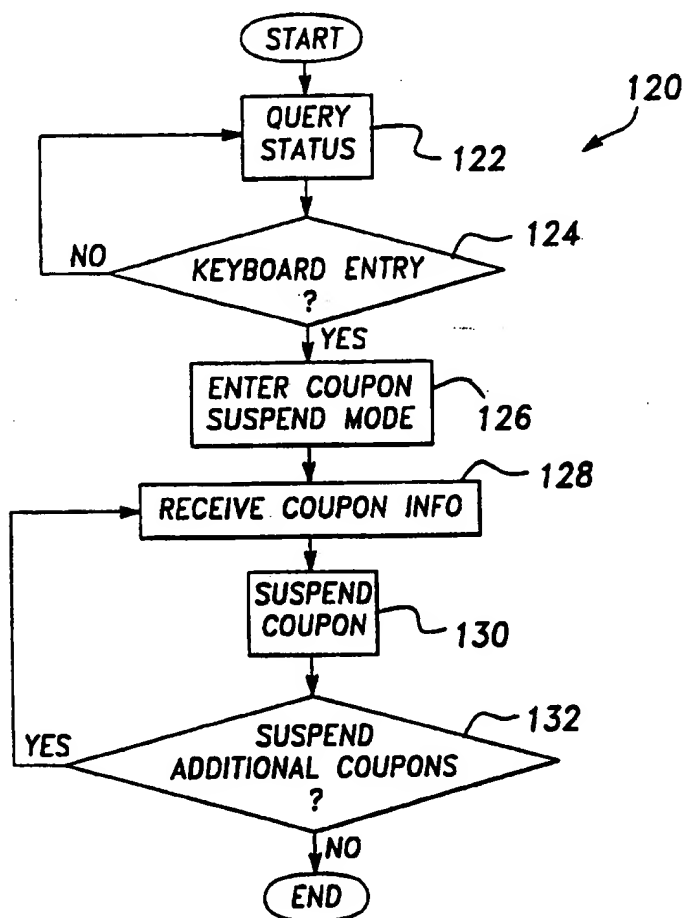 START
120
QUERY
STATUS
122
124
NO
KEYBOARD ENTRY
?
YES
ENTER COUPON
SUSPEND MODE
126
128
RECEIVE COUPON INFO
SUSPEND
COUPON
130
132
YES
SUSPEND
ADDITIONAL COUPONS
?
NO
END